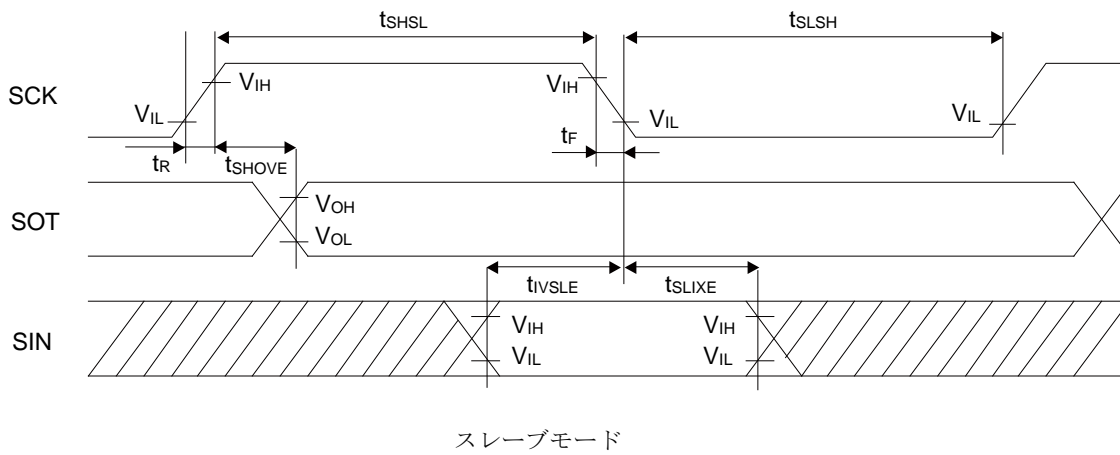 tSHSL
tSLSH
SCK
VIH
VIH
VIL
VIL
VIL
tR
tSHOVE
tF
SOT
VOH
VOL
tIVSLE
tSLIXE
SIN
VIH
VIH
VIL
VIL
スレーブモード